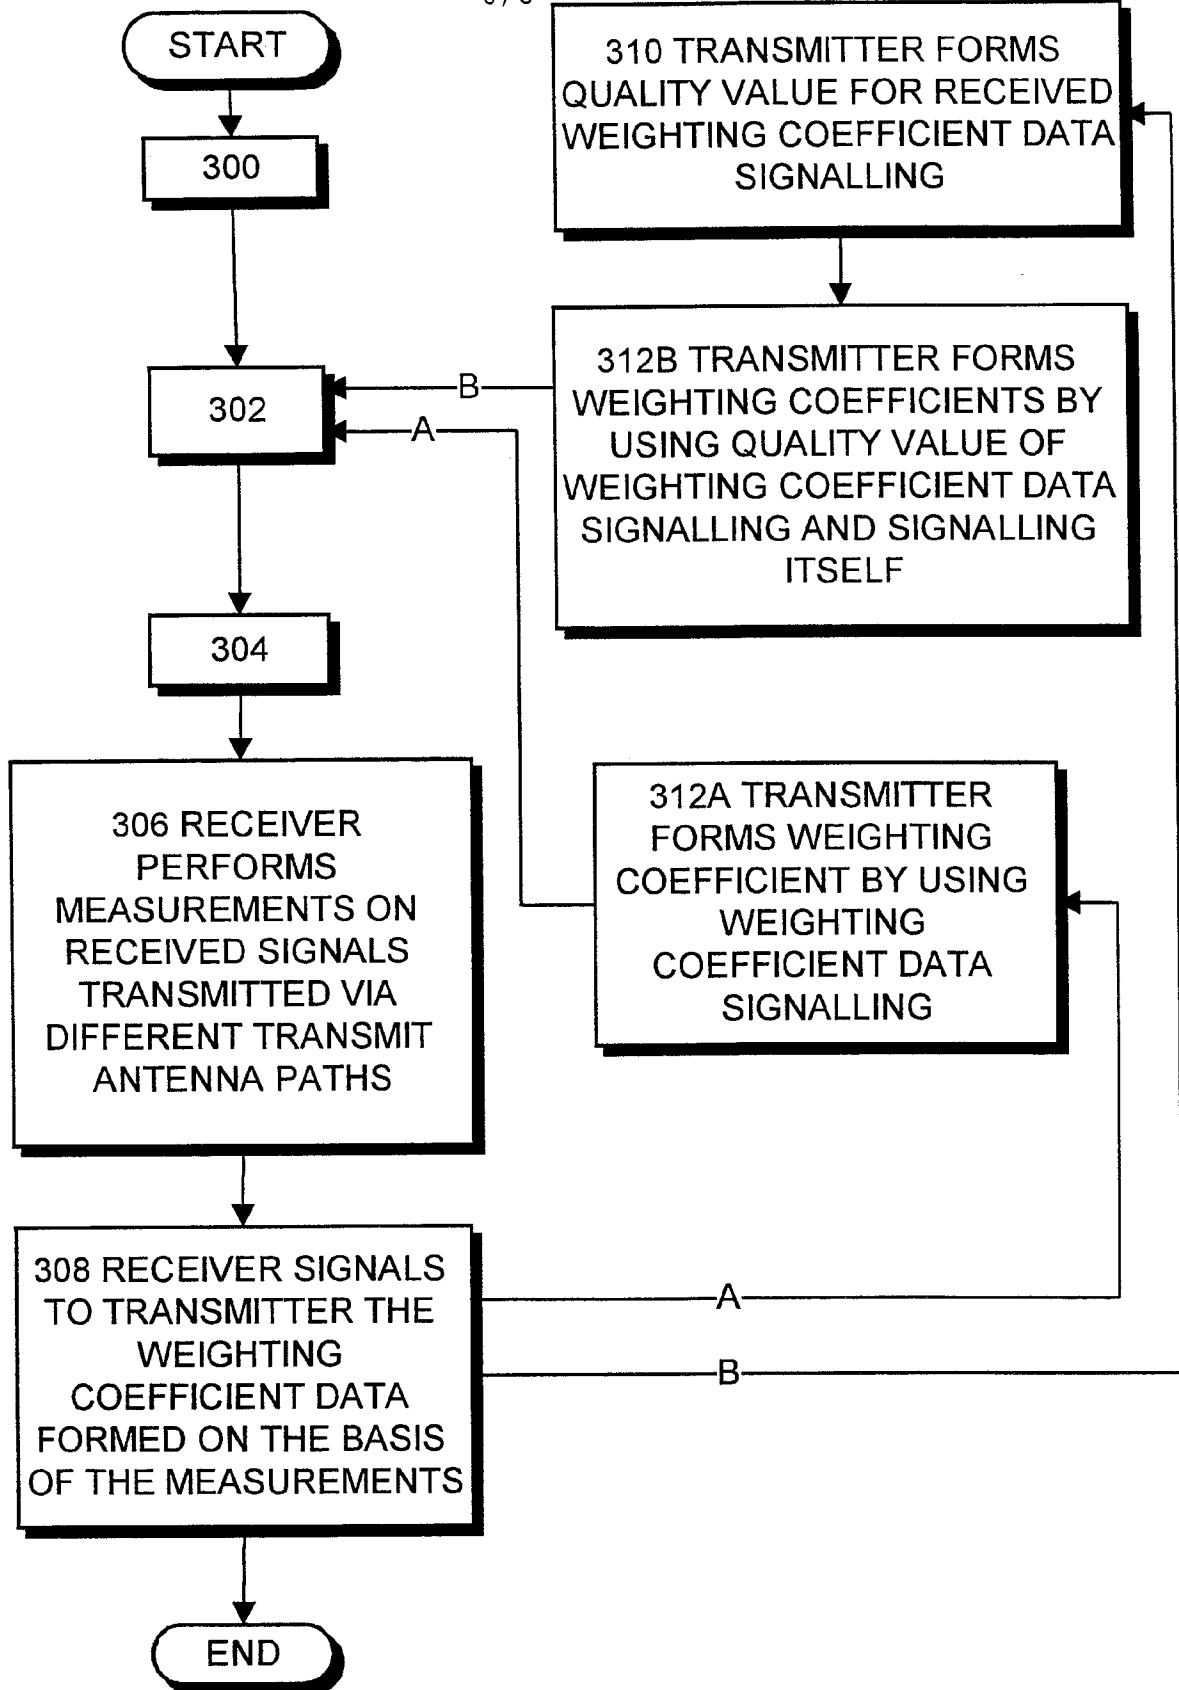 START
300
302
304
306 RECEIVER
PERFORMS
MEASUREMENTS ON
RECEIVED SIGNALS
TRANSMITTED VIA
DIFFERENT TRANSMIT
ANTENNA PATHS
308 RECEIVER SIGNALS
TO TRANSMITTER THE
WEIGHTING
COEFFICIENT DATA
FORMED ON THE BASIS
OF THE MEASUREMENTS
END
310 TRANSMITTER FORMS
QUALITY VALUE FOR RECEIVED
WEIGHTING COEFFICIENT DATA
SIGNALLING
312B TRANSMITTER FORMS
WEIGHTING COEFFICIENTS BY
USING QUALITY VALUE OF
WEIGHTING COEFFICIENT DATA
SIGNALLING AND SIGNALLING
ITSELF
B
A
312A TRANSMITTER
FORMS WEIGHTING
COEFFICIENT BY USING
WEIGHTING
COEFFICIENT DATA
SIGNALLING
A
B